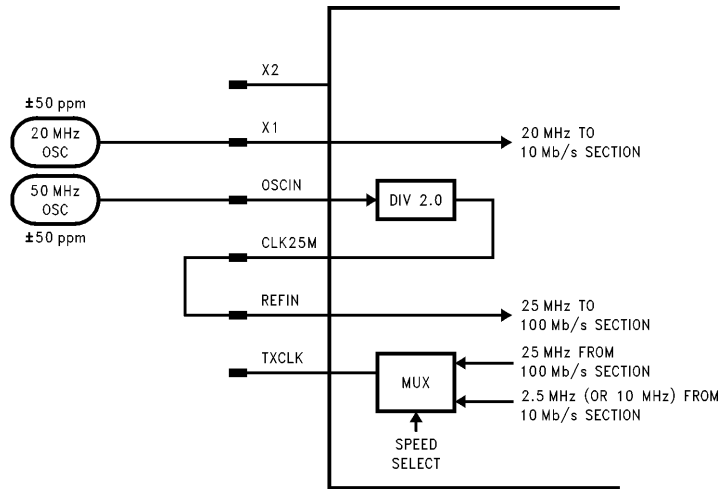 X2
±50 ppm
20 MHz
OSC
X1
20 MHz TO
10 Mb/s SECTION
50 MHz
OSC
±50 ppm
OSCIN
DIV 2.0
CLK25M
REFIN
25 MHz TO
100 Mb/s SECTION
TXCLK
MUX
25 MHz FROM
100 Mb/s SECTION
2.5 MHz (OR 10 MHz) FROM
10 Mb/s SECTION
SPEED
SELECT